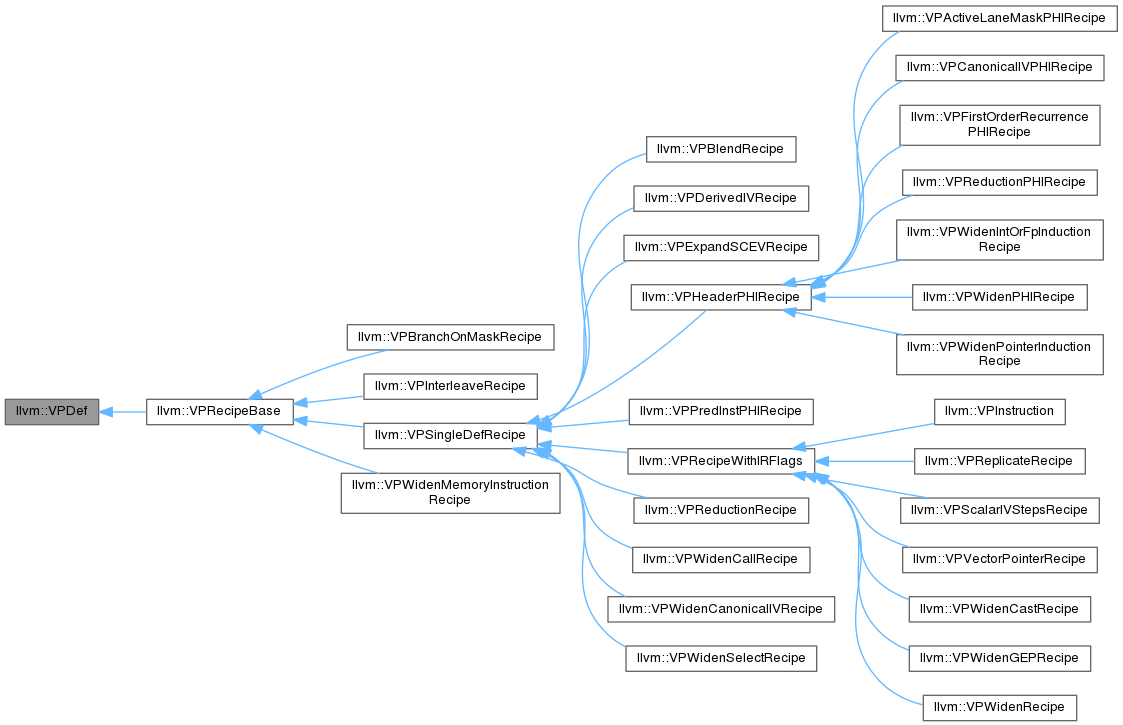 llvm::VPActiveLaneMaskPHIRecipe
llvm::VPCanonicalIVPHIRecipe
llvm::VPFirstOrderRecurrence
PHIRecipe
llvm::VPBlendRecipe
llvm::VPReductionPHIRecipe
llvm::VPDerivedIVRecipe
llvm::VPWidenIntOrFpInduction
Recipe
llvm::VPExpandSCEVRecipe
llvm::VPHeaderPHIRecipe
llvm::VPWidenPHIRecipe
llvm::VPBranchOnMaskRecipe
llvm::VPWidenPointerInduction
Recipe
llvm::VPInterleaveRecipe
llvm::VPDef
llvm::VPRecipeBase
llvm::VPPredInstPHIRecipe
llvm::VPInstruction
llvm::VPSingleDefRecipe
llvm::VPRecipeWithIRFlags
llvm::VPReplicateRecipe
llvm::VPWidenMemoryInstruction
Recipe
llvm::VPReductionRecipe
llvm::VPScalarIVStepsRecipe
llvm::VPWidenCallRecipe
llvm::VPVectorPointerRecipe
llvm::VPWidenCanonicalIVRecipe
llvm::VPWidenCastRecipe
llvm::VPWidenSelectRecipe
llvm::VPWidenGEPRecipe
llvm::VPWidenRecipe